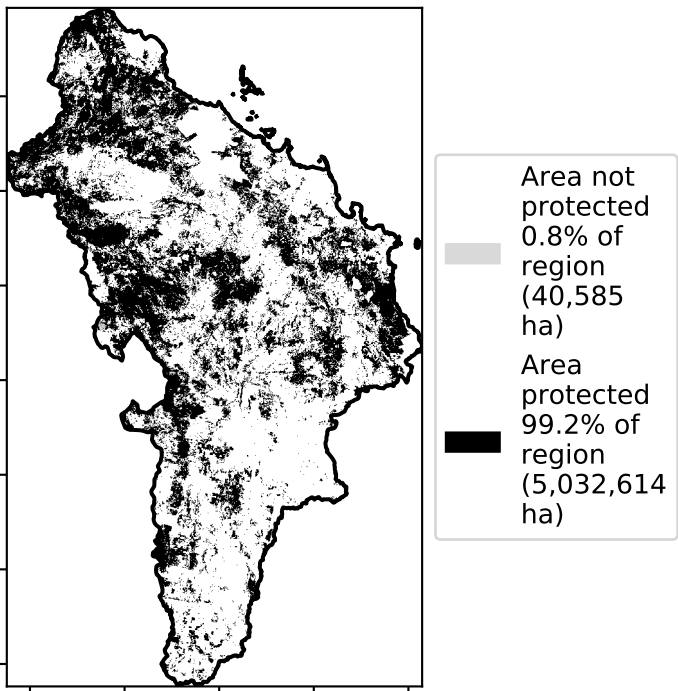 Area not
protected
0.8% of
region
(40,585
ha)
Area
protected
99.2% of
region
(5,032,614
ha)